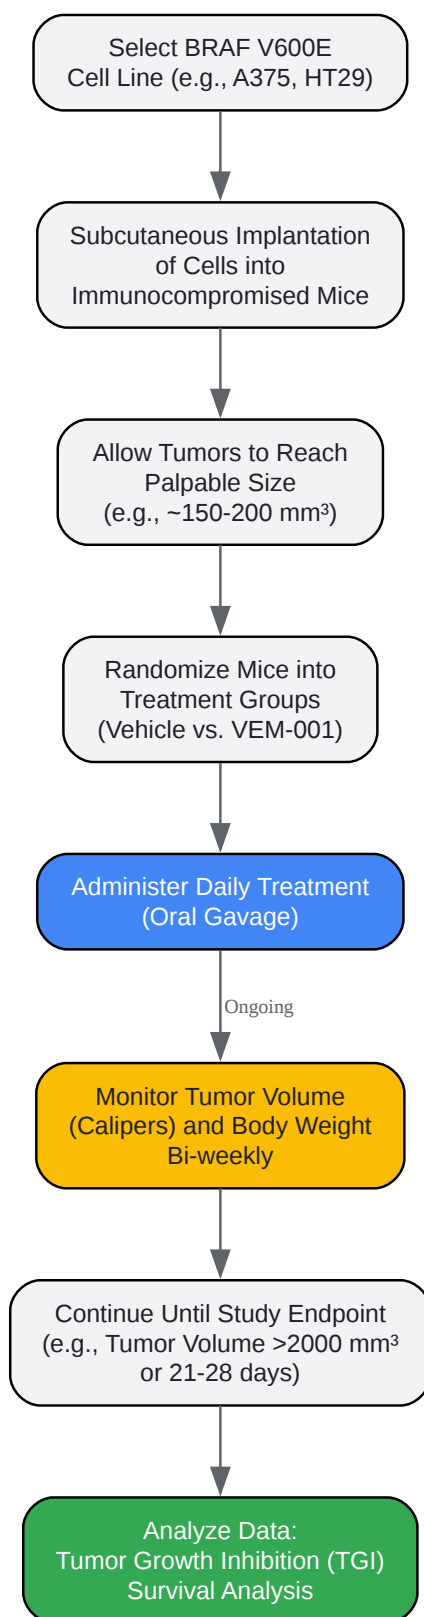 Select BRAF V600E
Cell Line (e.g., A375, HT29)
Subcutaneous Implantation
of Cells into
Immunocompromised Mice
Allow Tumors to Reach
Palpable Size
(e.g., ~150-200 mm³)
Randomize Mice into
Treatment Groups
(Vehicle vs. VEM-001)
Administer Daily Treatment
(Oral Gavage)
Ongoing
Monitor Tumor Volume
(Calipers) and Body Weight
Bi-weekly
Continue Until Study Endpoint
(e.g., Tumor Volume >2000 mm³
or 21-28 days)
Analyze Data:
Tumor Growth Inhibition (TGI)
Survival Analysis